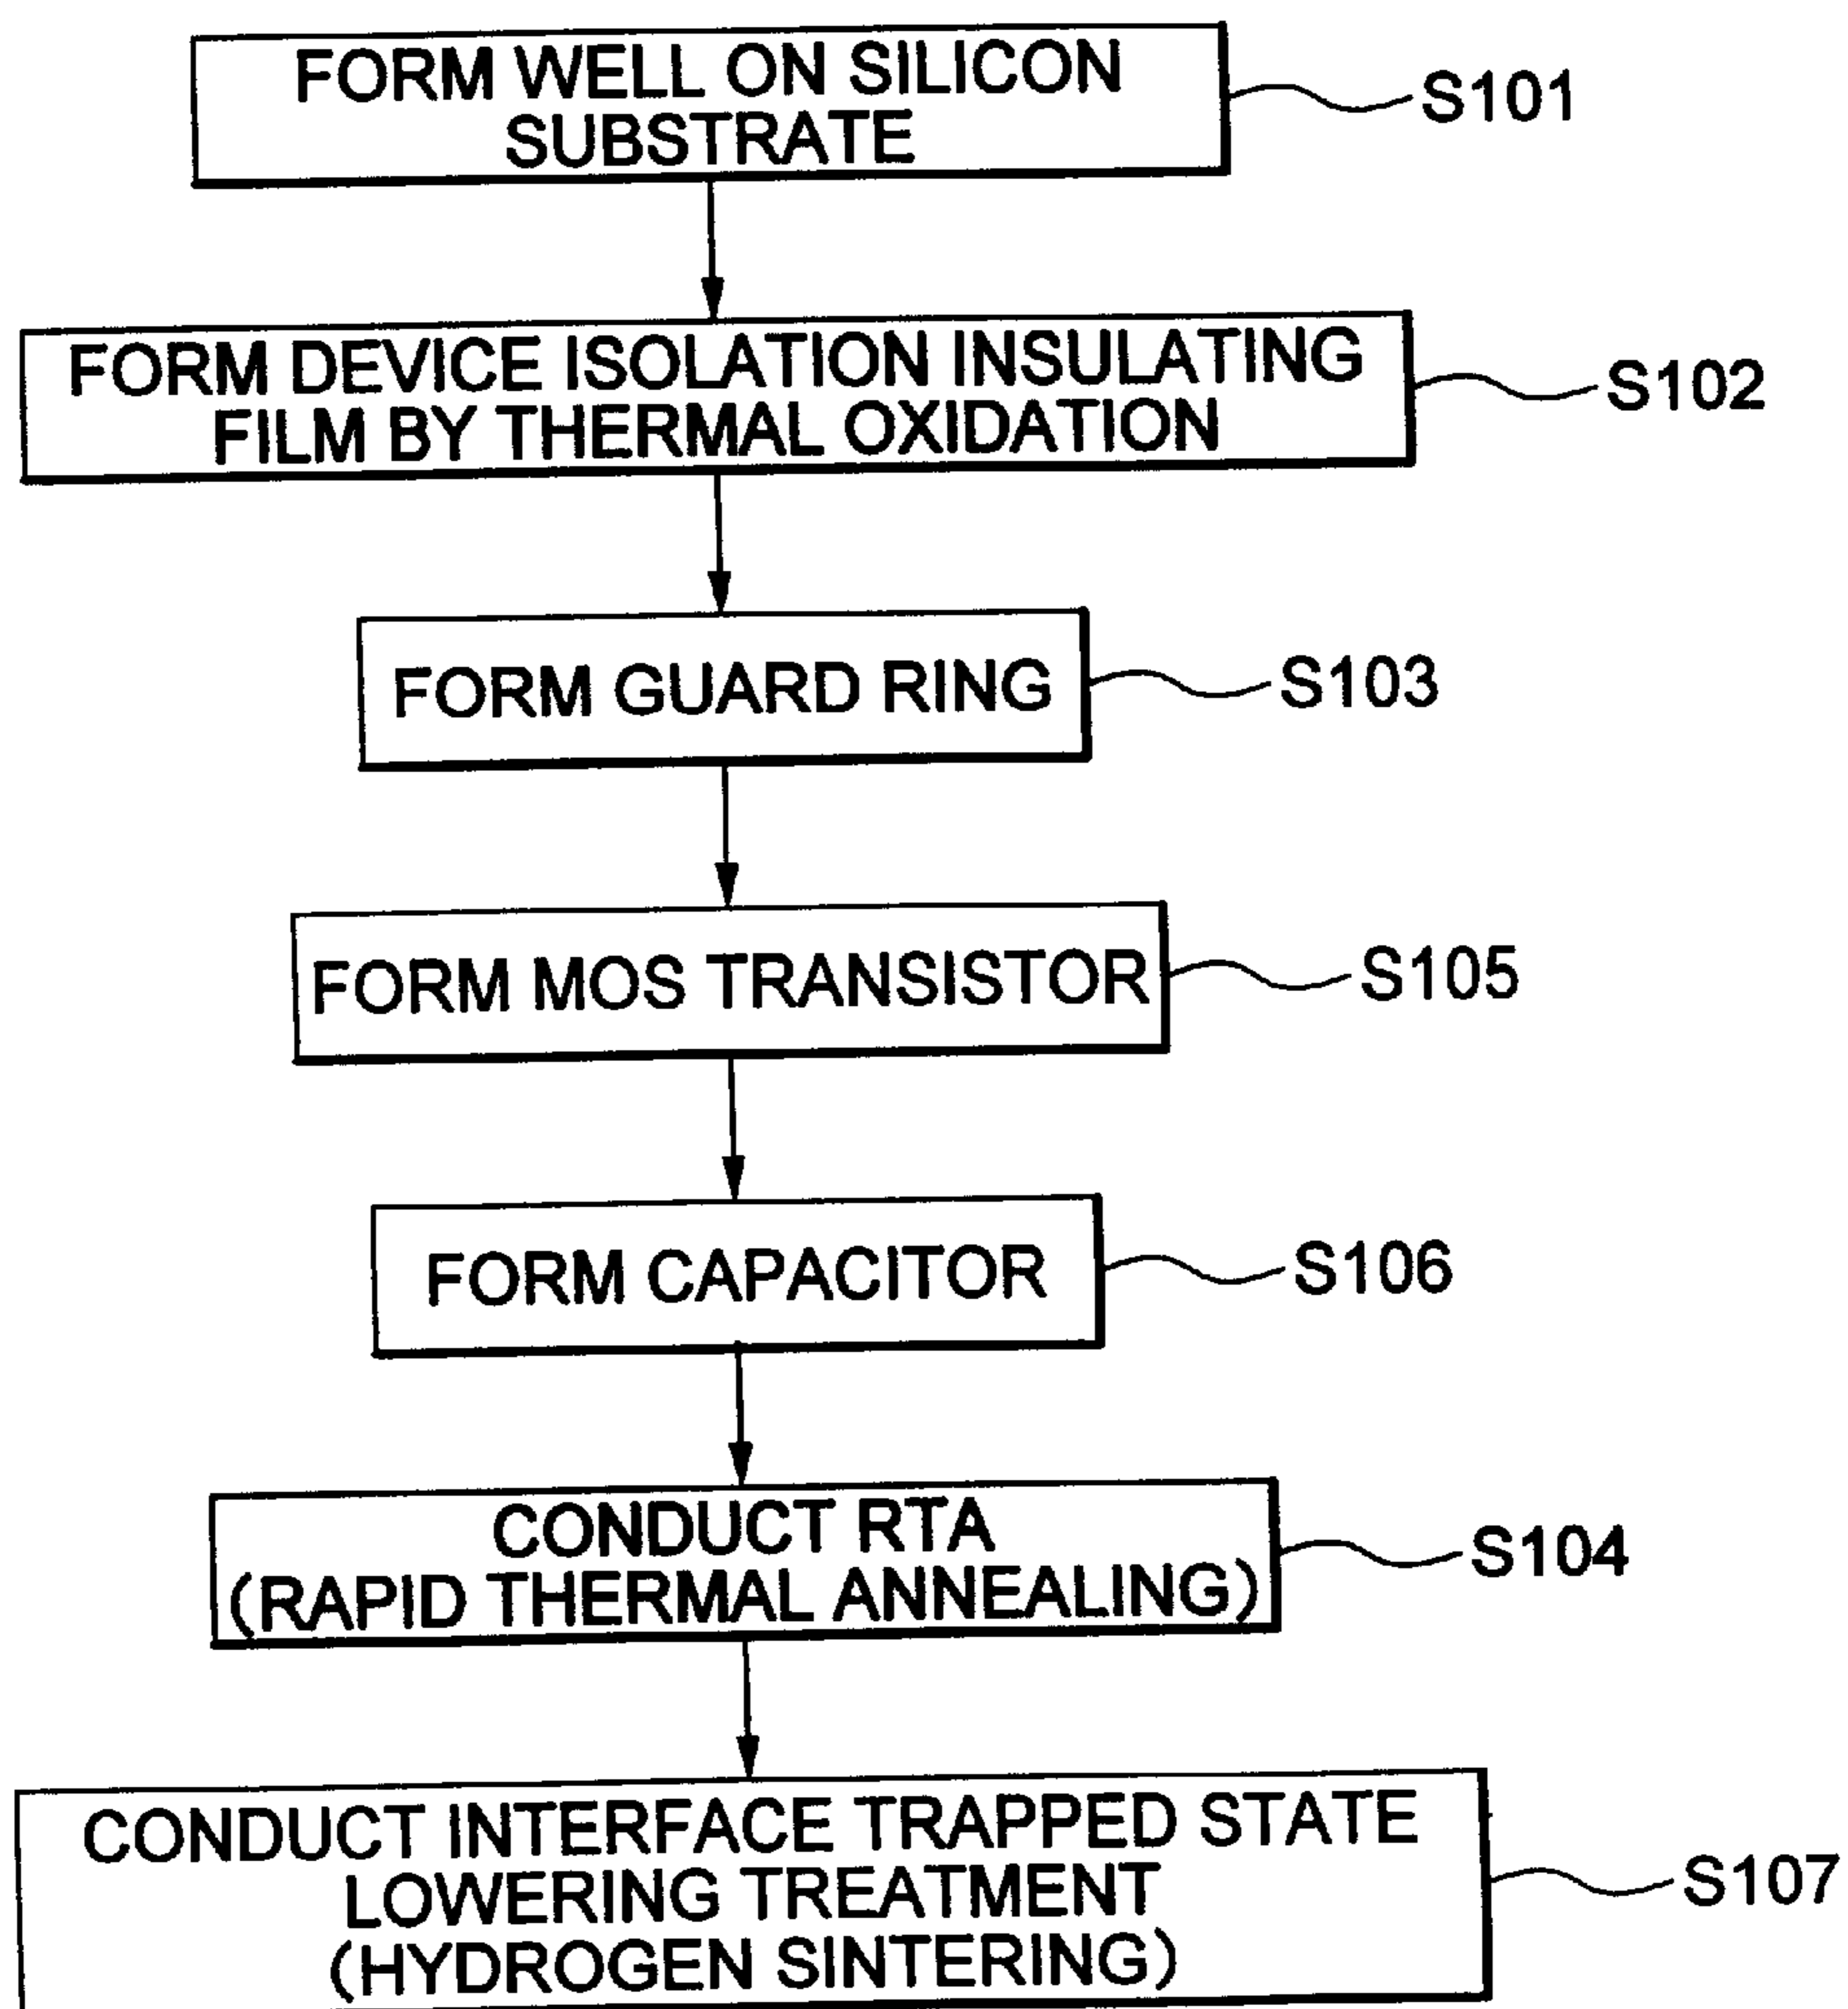 FORM WELL ON SILICON
SUBSTRATE
S101
FORM DEVICE ISOLATION INSULATING
FILM BY THERMAL OXIDATION
S102
FORM GUARD RING
S103
FORM MOS TRANSISTOR
S105
FORM CAPACITOR
S106
CONDUCT RTA
(RAPID THERMAL ANNEALING)
S104
CONDUCT INTERFACE TRAPPED STATE
LOWERING TREATMENT
(HYDROGEN SINTERING)
S107